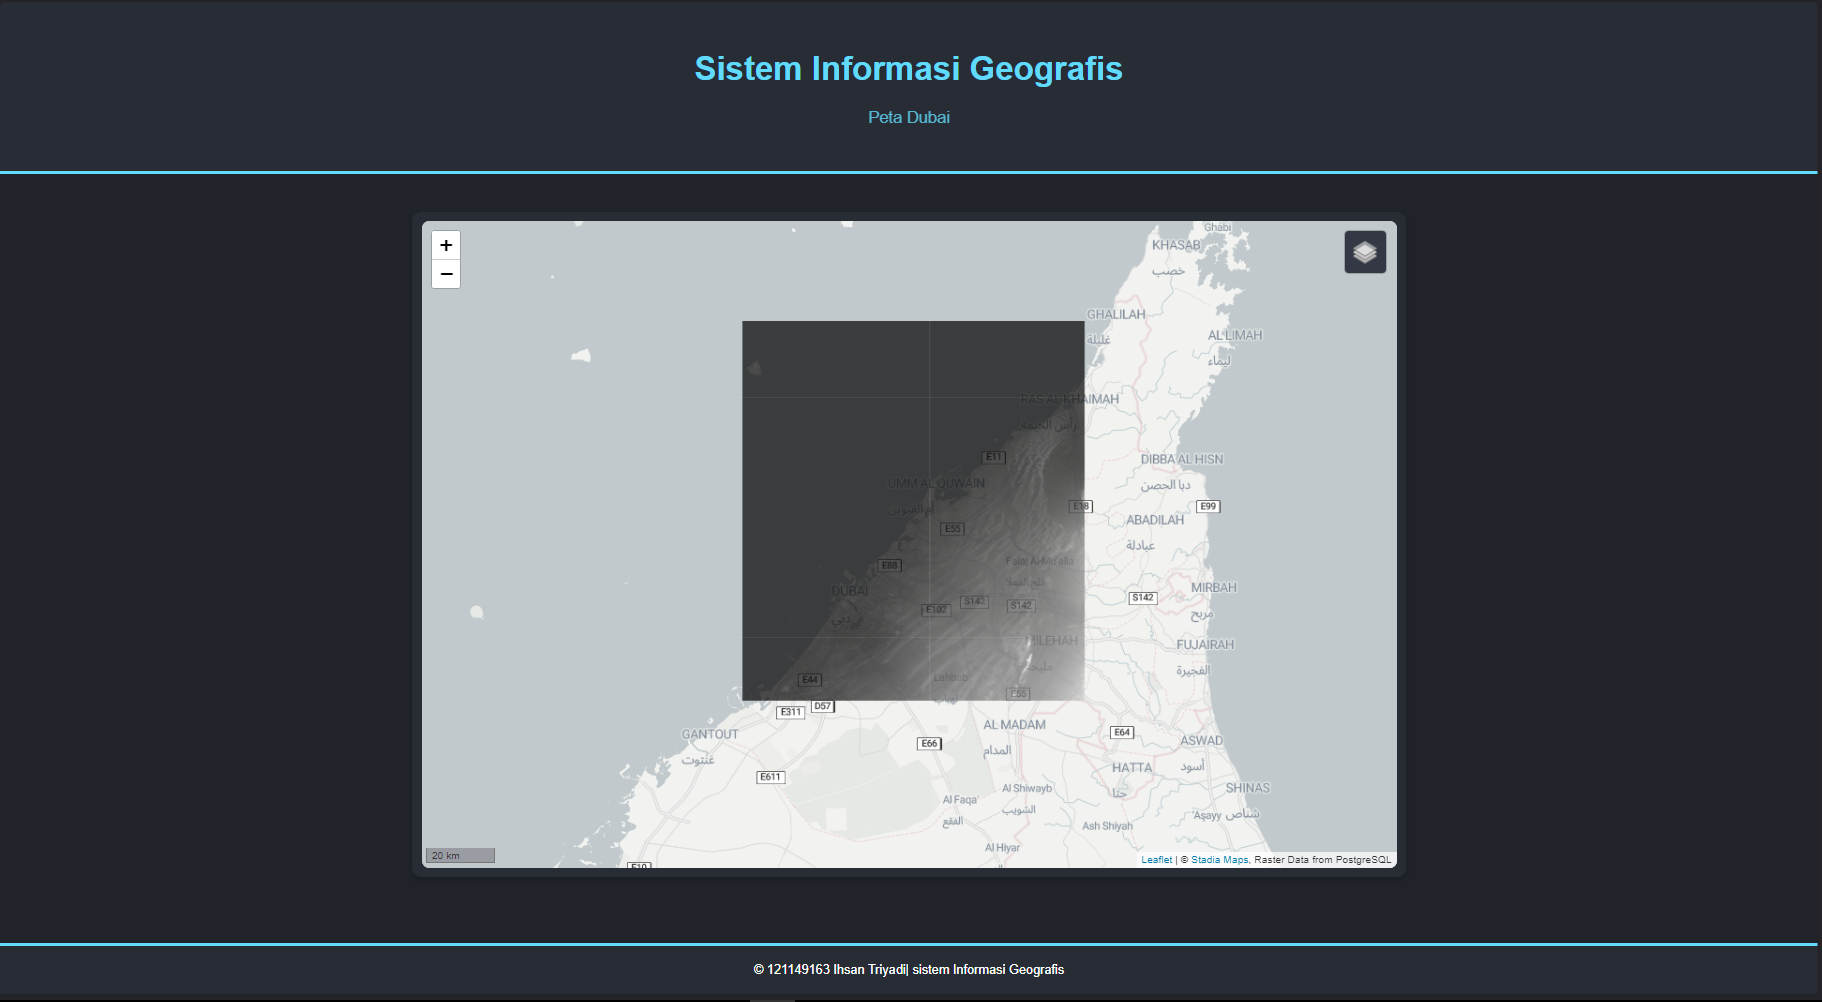 Sistem Informasi Geografis
Peta Dubai
+
−
Ghabi
KHASAB
خصب
GHALILAH
غليلة
AL LIMAH
ليماء
RAS AL KHAIMAH
رأس الخيمة
E11
DIBBA AL HISN
دبا الحصن
UMM AL QUWAIN
أم القيوين
E18
E99
E55
ABADILAH
عبادلة
E88
Falaj Al Mu'alla
فلج المعلا
DUBAI
دبي
E102
S142
S142
S142
MIRBAH
مربح
MILEHAH
مليحة
FUJAIRAH
الفجيرة
E44
Lahbab
لهباب
E55
E311
D57
GANTOUT
غنتوت
AL MADAM
المدام
E66
E64
ASWAD
أسود
E611
HATTA
حتا
Al Shiwayb
الشويب
SHINAS
شناص
Al Faqa'
الفقع
'Aşayy
Ash Shiyah
Al Hiyar
E10
20 km
Leaflet | © Stadia Maps, Raster Data from PostgreSQL
© 121149163 Ihsan Triyadi| sistem Informasi Geografis